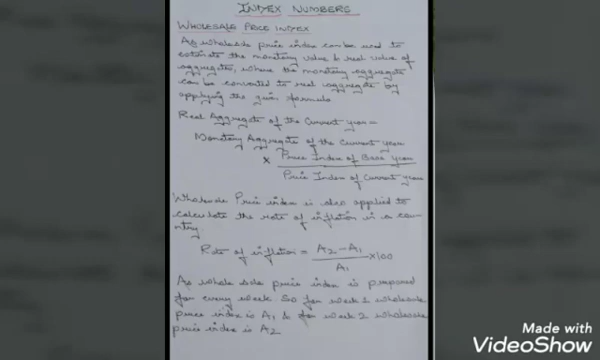 INDEX NUMBERS
WHOLESALE PRICE INDEX
As wholesale price index can be used to
estimate the monetary value & real value of
aggregates, where the monetary aggregate
can be converted to real aggregate by
applying the given formula
Real Aggregate of the Current year =
Monetary Aggregate of the Current year
× Price index of Base year
Price Index of Current year
Wholesale Price index is also applied to
calculate the rate of inflation in a cou-
ntry.
Rate of inflation = A2 - A1
A1
×100
As wholesale price index is prepared
for every week So for week 1 wholesale
price index is A1 & for week 2 wholesale
price index is A2
Made with
VideoShow